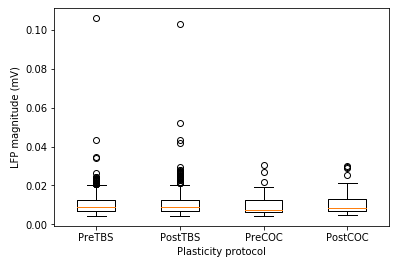 LFP magnitude (mV)
0.10
0.08
0.06
0.04
0.02
0.00
PreTBS PostTBS PreCOC PostCOC
Plasticity protocol